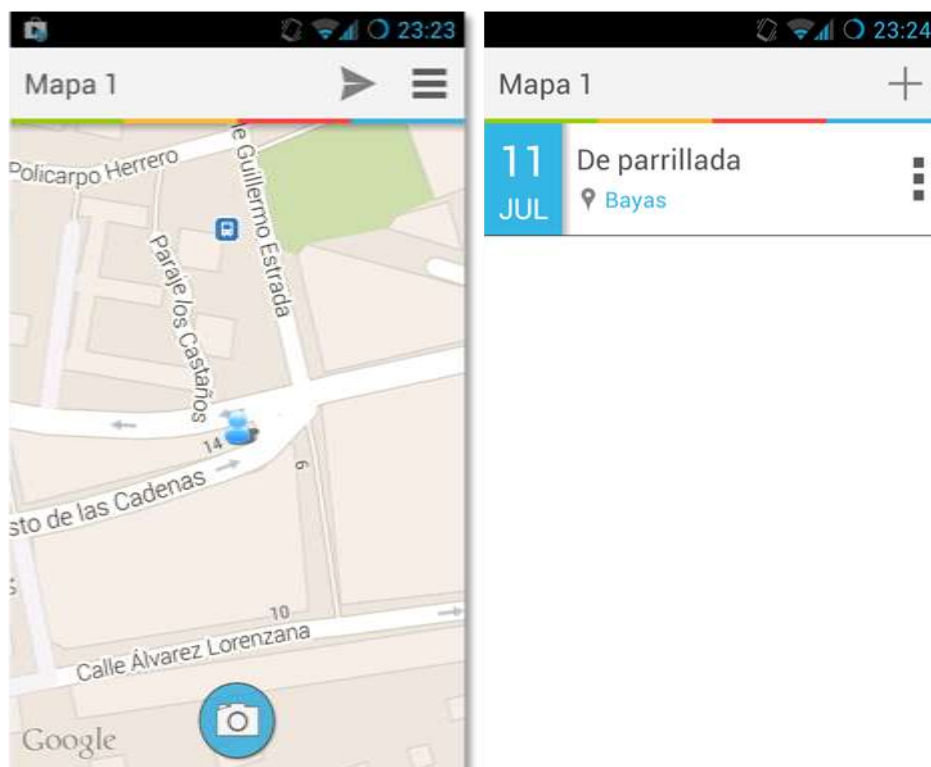 23:23
Mapa 1
Policarpo Herrero
le Guillermo Estrada
Paraje los Castaños
14
6
sto de las Cadenas
10
Calle Álvarez Lorenzana
Google
23:24
Mapa 1
11
JUL
De parrillada
Bayas